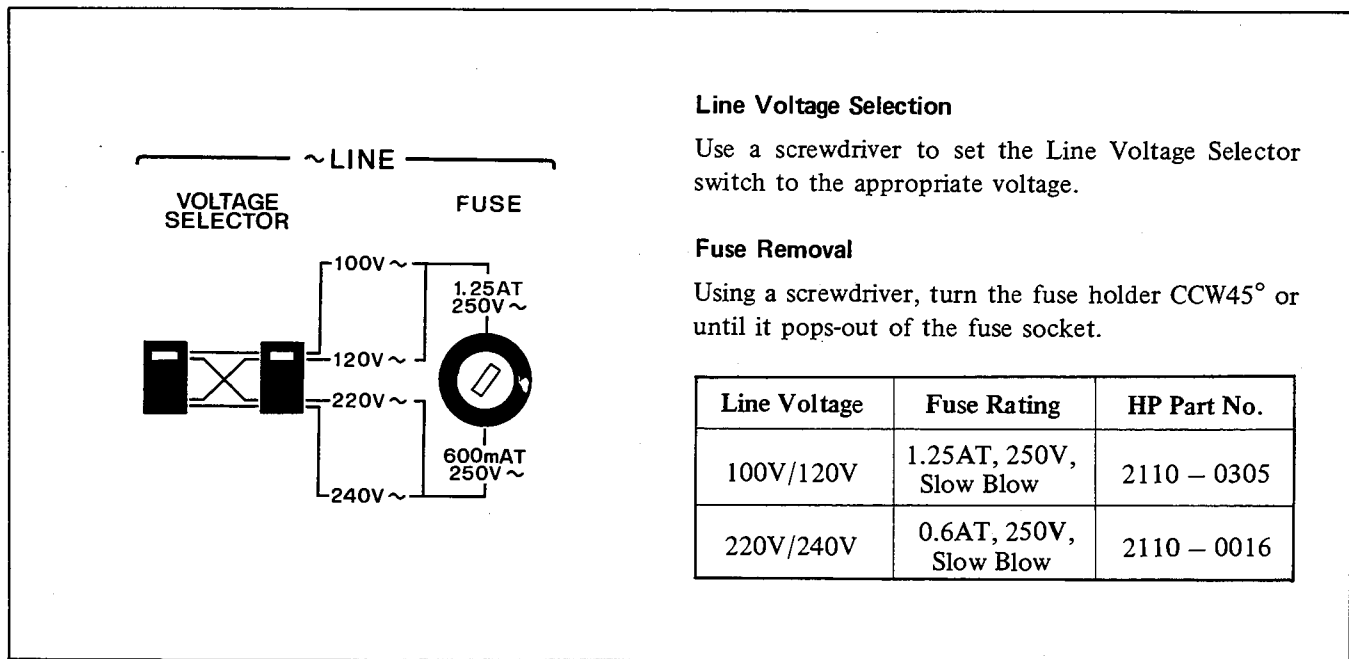 ~LINE
VOLTAGE
SELECTOR
FUSE
100V~
1.25AT
250V~
120V~
220V~
600mAT
250V~
240V~
Line Voltage Selection
Use a screwdriver to set the Line Voltage Selector
switch to the appropriate voltage.
Fuse Removal
Using a screwdriver, turn the fuse holder CCW45° or
until it pops-out of the fuse socket.
Line Voltage Fuse Rating HP Part No.
100V/120V 1.25AT, 250V, Slow Blow 2110 – 0305
220V/240V 0.6AT, 250V, Slow Blow 2110 – 0016